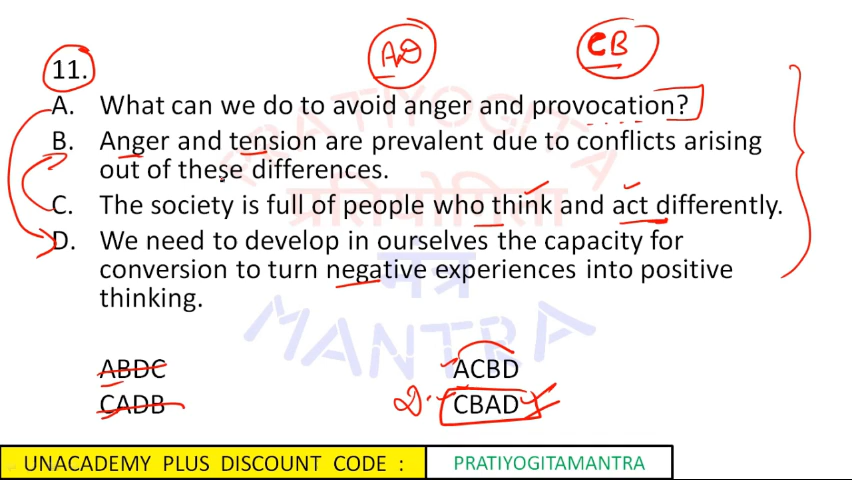 AD
CB
11.
A. What can we do to avoid anger and provocation?
B. Anger and tension are prevalent due to conflicts arising
out of these differences.
C. The society is full of people who think and act differently.
D. We need to develop in ourselves the capacity for
conversion to turn negative experiences into positive
thinking.
PRATIYOGITA
प्रतियोगिता
मंत्र
MANTRA
ABDC ACBD
CADB CBAD
UNACADEMY PLUS DISCOUNT CODE : PRATIYOGITAMANTRA